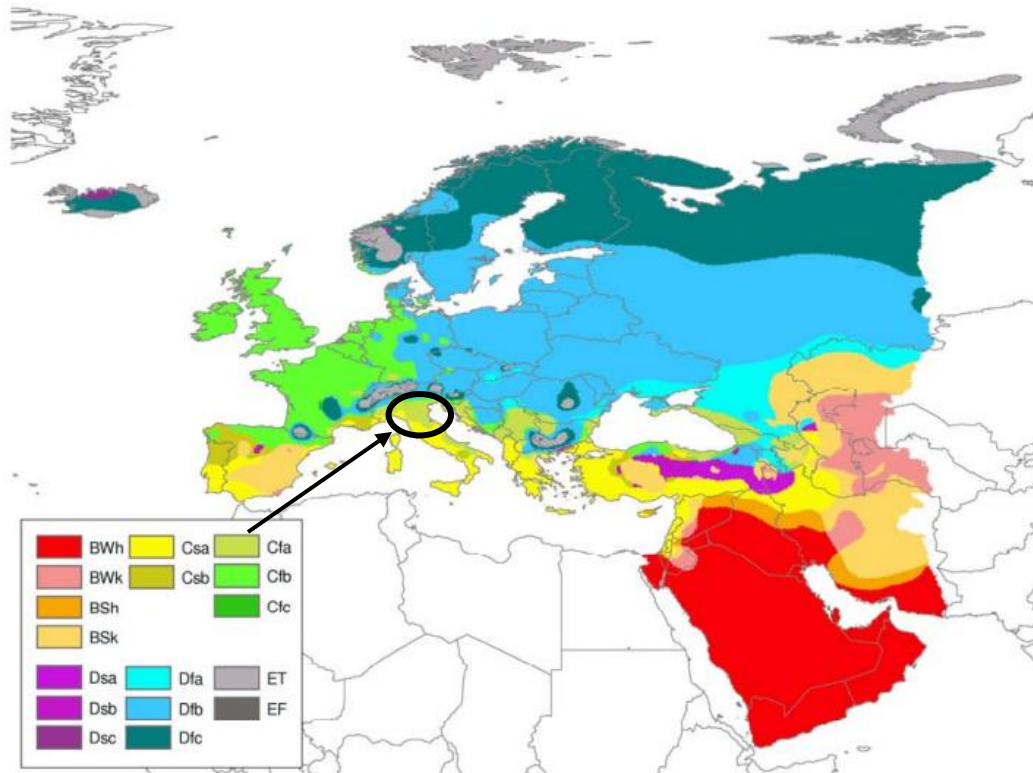 BWh Csa Cfa
BWk Csb Cfb
BSh Cfc
BSk
Dsa Dfa ET
Dsb Dfb EF
Dsc Dfc